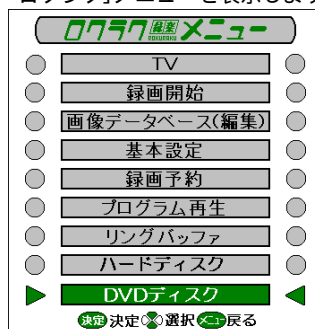 ロクラク」メニューを表示します
ロクラク 録楽 ROKURAKU メニュー
TV
録画開始
画像データベース(編集)
基本設定
録画予約
プログラム再生
リングバッファ
ハードディスク
DVDディスク
決定 決定 選択 メニュー 戻る